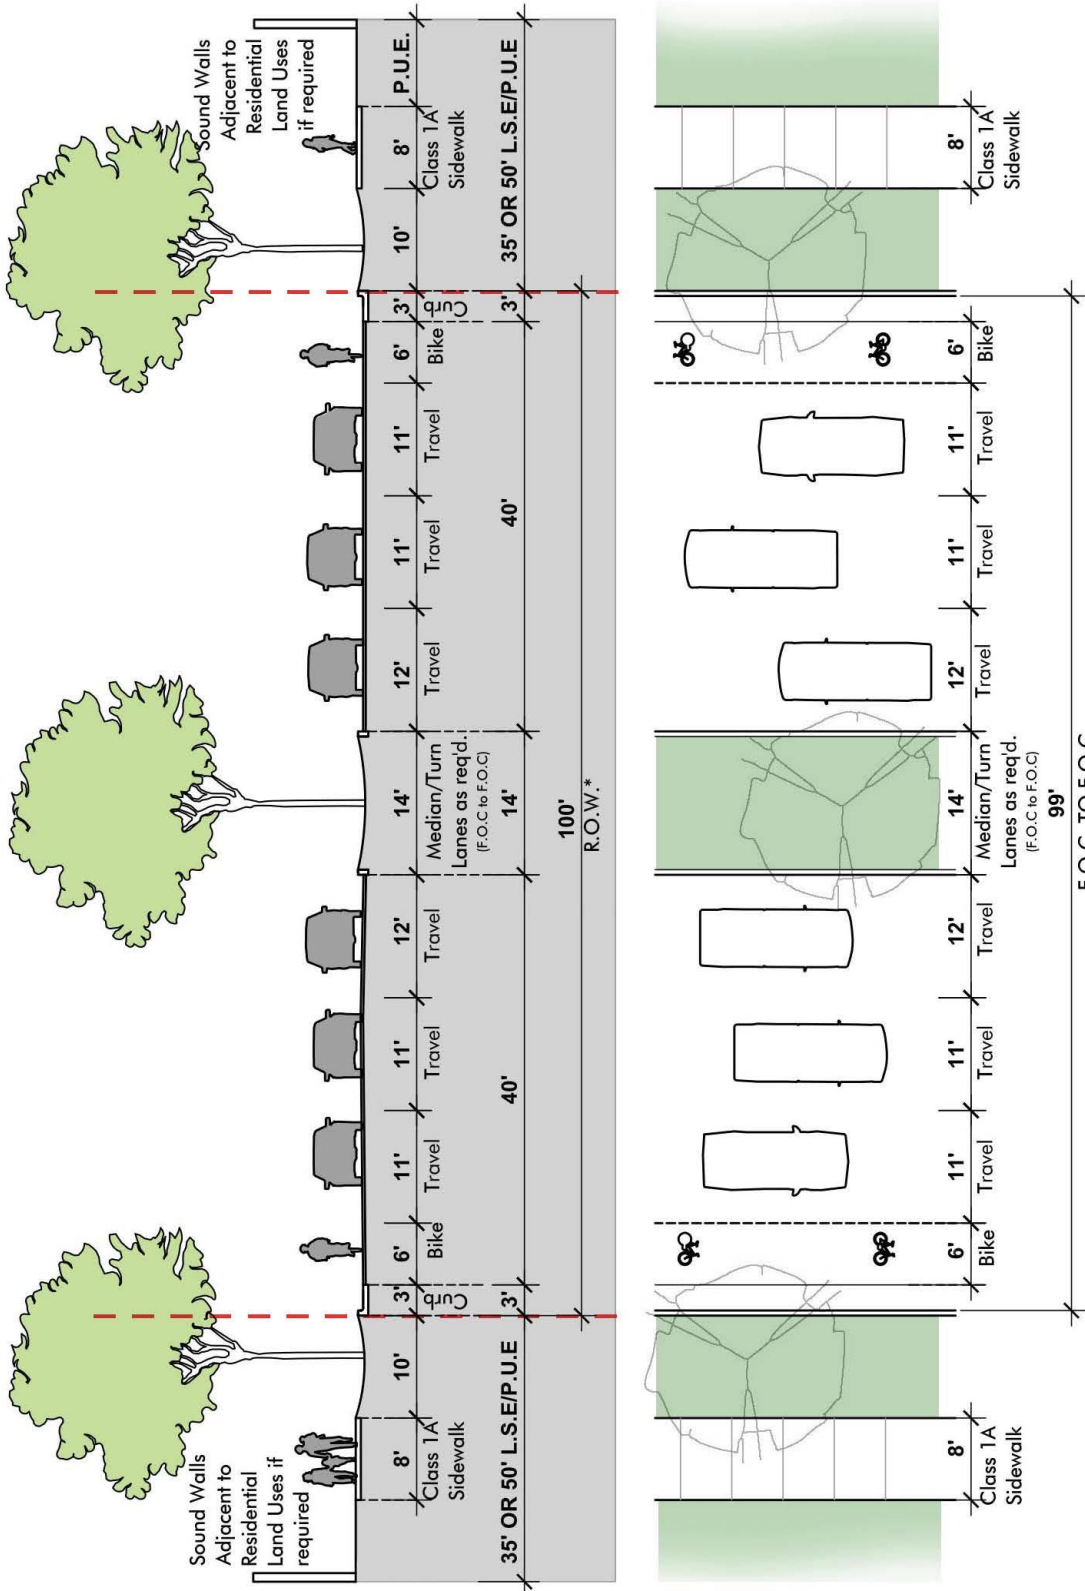 Sound Walls
Adjacent to
Residential
Land Uses if
required
Sound Walls
Adjacent to
Residential
Land Uses
if required
8' 10' 3' 6' 11' 11' 12' 14' 12' 11' 11' 6' 3' 10' 8' P.U.E.
Class 1A
Sidewalk
Curb
Bike
Travel
Travel
Travel
Median/Turn
Lanes as req'd.
(F.O.C to F.O.C)
Travel
Travel
Travel
Bike
Curb
Class 1A
Sidewalk
35' OR 50' L.S.E/P.U.E 3' 40' 14' 40' 3' 35' OR 50' L.S.E/P.U.E
100'
R.O.W.*
8' 6' 11' 11' 12' 14' 12' 11' 11' 6' 8'
Class 1A
Sidewalk
Bike
Travel
Travel
Travel
Median/Turn
Lanes as req'd.
(F.O.C to F.O.C)
Travel
Travel
Travel
Bike
Class 1A
Sidewalk
99'
F.O.C. TO F.O.C.